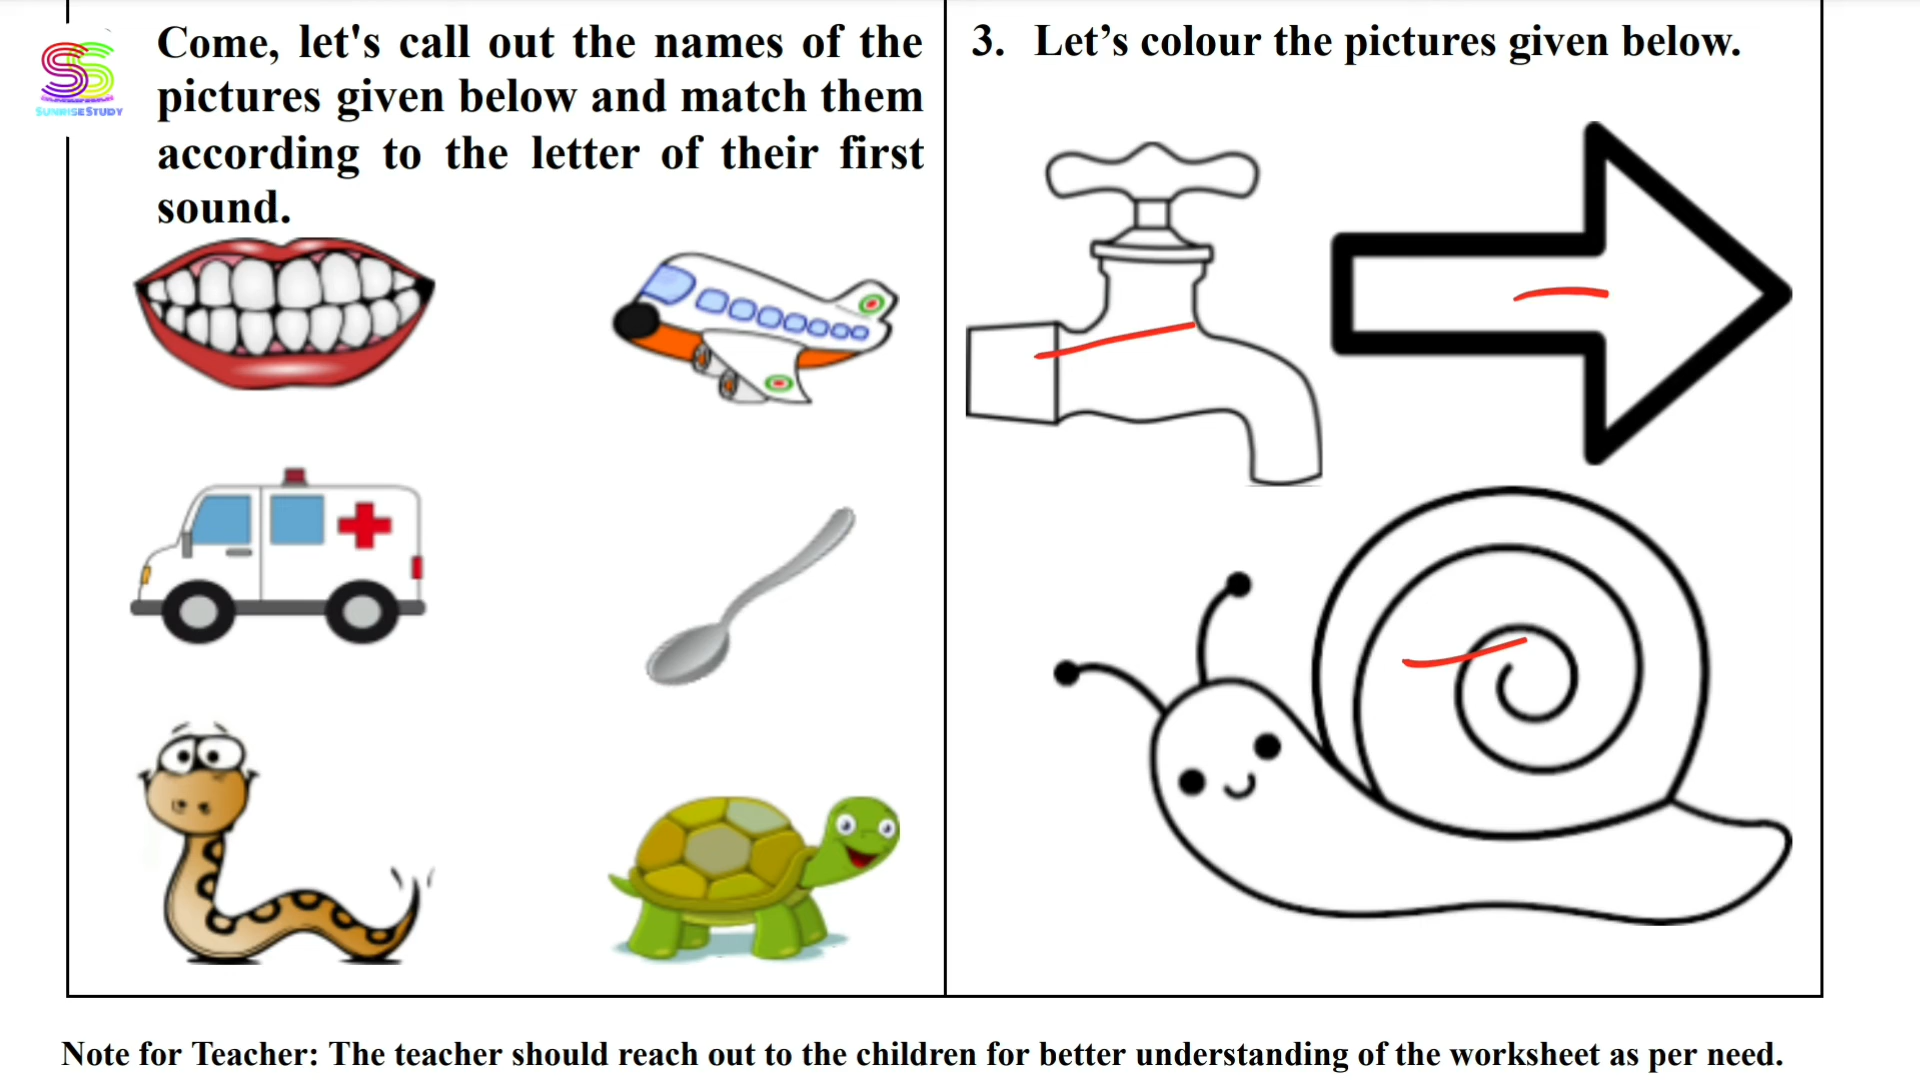 SUNRISE STUDY
Come, let's call out the names of the
pictures given below and match them
according to the letter of their first
sound.
3. Let’s colour the pictures given below.
Note for Teacher: The teacher should reach out to the children for better understanding of the worksheet as per need.